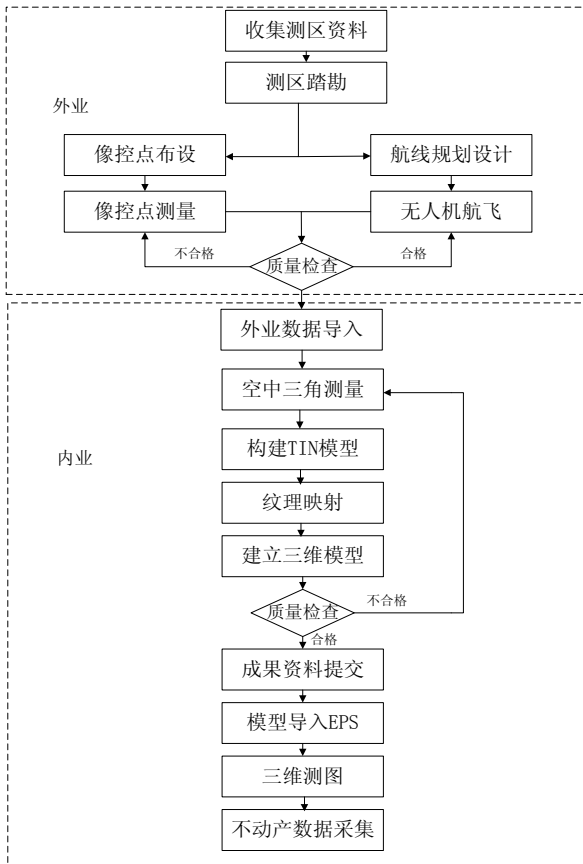 收集测区资料
测区踏勘
外业
像控点布设
航线规划设计
像控点测量
无人机航飞
不合格
质量检查
合格
外业数据导入
空中三角测量
内业
构建TIN模型
纹理映射
建立三维模型
质量检查
不合格
合格
成果资料提交
模型导入EPS
三维测图
不动产数据采集